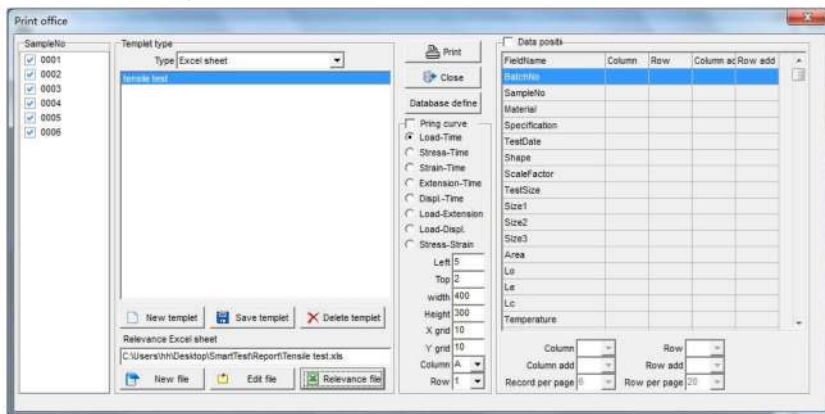 Print office
SampleNo
0001
0002
0003
0004
0005
0006
Templet type
Type Excel sheet
tensile test
New templet Save templet Delete templet
Relevance Excel sheet
C:\Users\hh\Desktop\SmartTest\Report\Tensile test.xls
New file Edit file Relevance file
Print
Close
Database define
Pring curve
Load-Time
Stress-Time
Strain-Time
Extension-Time
Displ.-Time
Load-Extension
Load-Displ.
Stress-Strain
Left 5
Top 2
width 400
Height 300
X grid 10
Y grid 10
Column A
Row 1
Data positi
FieldName Column Row Column ac Row add
BatchNo
SampleNo
Material
Specification
TestDate
Shape
ScaleFactor
TestSize
Size1
Size2
Size3
Area
Lo
Le
Lc
Temperature
Column Row
Column add Row add
Record per page 6 Row per page 20